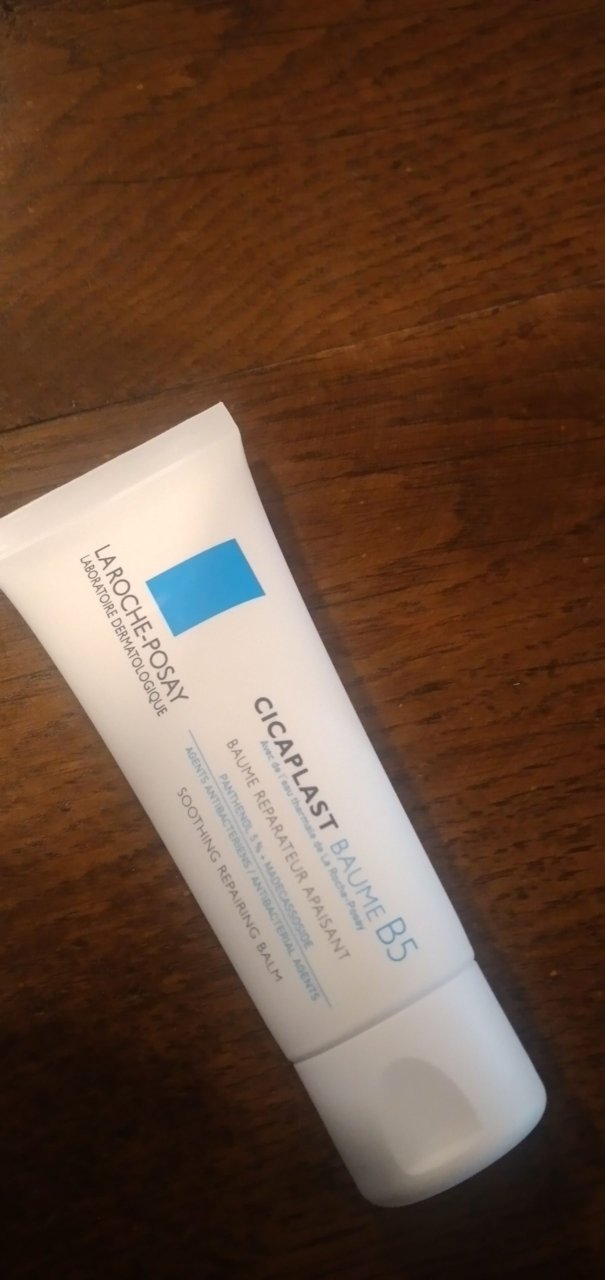 LA ROCHE-POSAY
LABORATOIRE DERMATOLOGIQUE
CICAPLAST BAUME B5
Avec de l'eau thermale de La Roche-Posay
BAUME REPARATEUR APAISANT
PANTHENOL 5% + MADECASSOSIDE
AGENTS ANTIBACTERIENS / ANTIBACTERIAL AGENTS
SOOTHING REPAIRING BALM